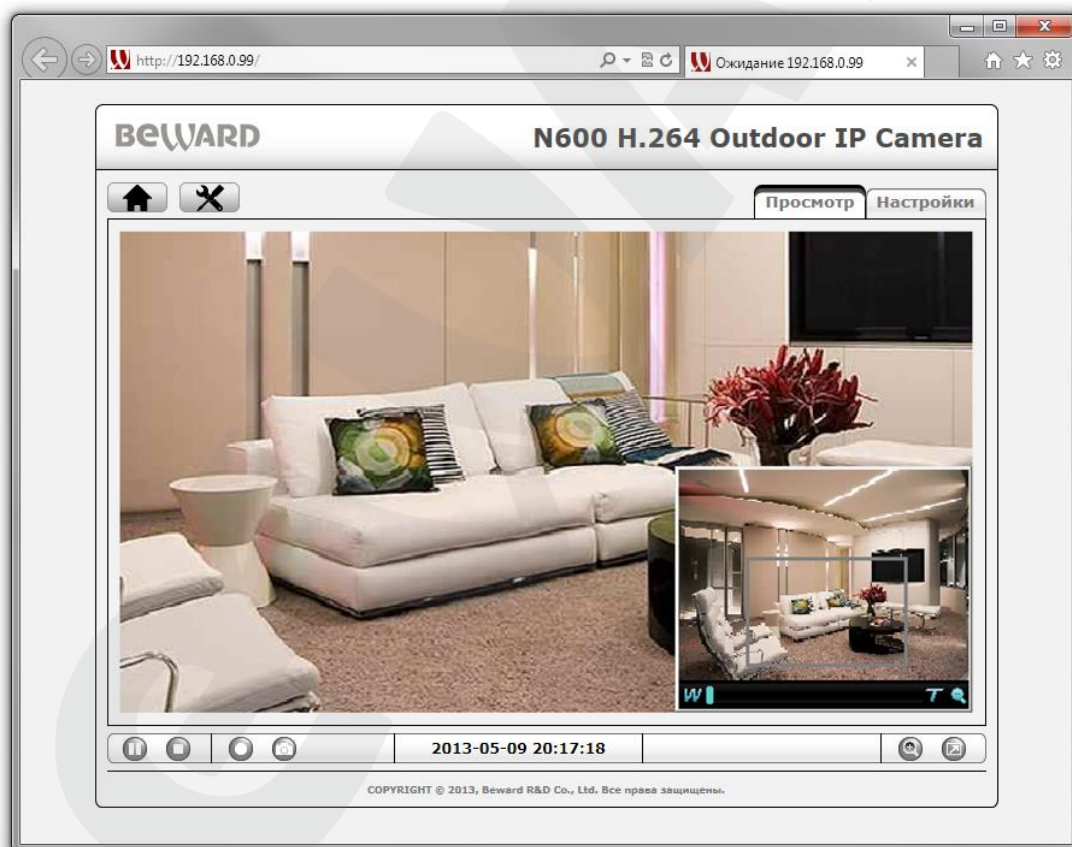 http://192.168.0.99/
Ожидание 192.168.0.99
BEWARD
N600 H.264 Outdoor IP Camera
Просмотр
Настройки
W
T
2013-05-09 20:17:18
COPYRIGHT © 2013, Beward R&D Co., Ltd. Все права защищены.